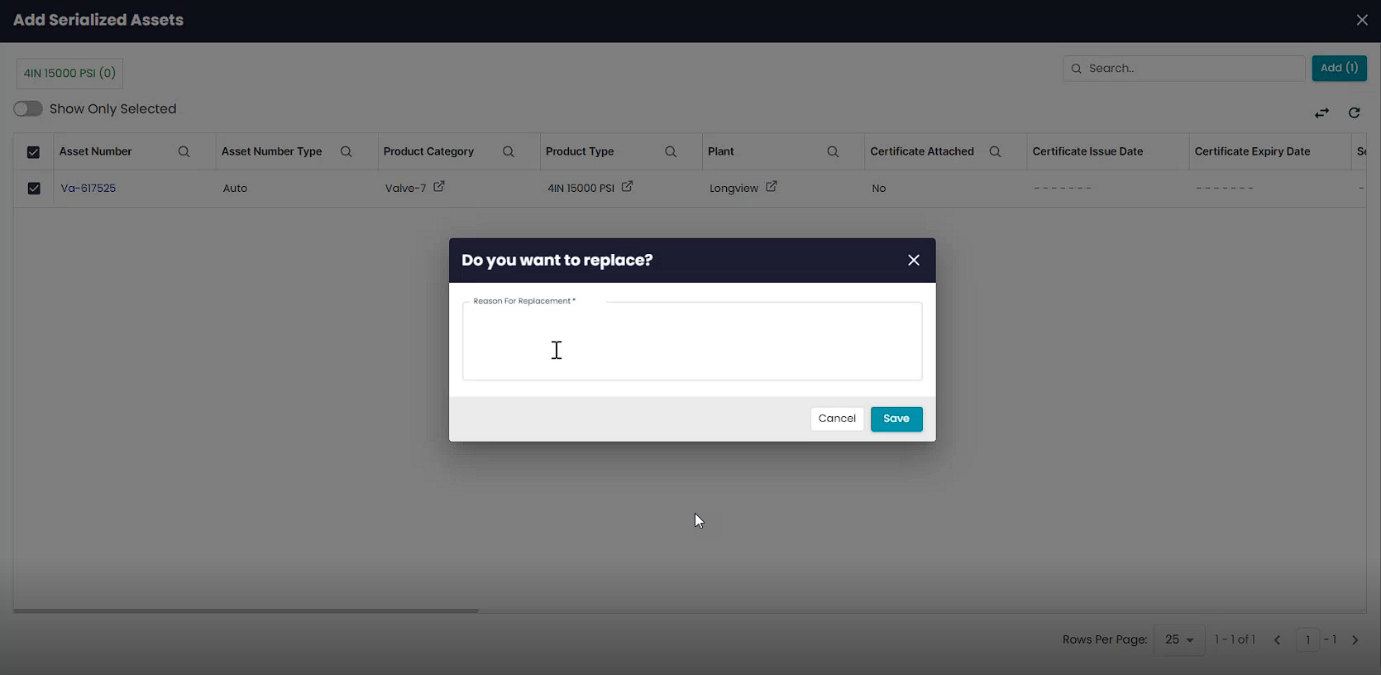 Add Serialized Assets
4IN 15000 PSI (0)
Search..
Add (1)
Show Only Selected
Asset Number Asset Number Type Product Category Product Type Plant Certificate Attached Certificate Issue Date Certificate Expiry Date
Va-617525 Auto Valve-7 4IN 15000 PSI Longview No ------- -------
Do you want to replace?
Reason For Replacement *
Cancel Save
Rows Per Page: 25 1 - 1 of 1 1 - 1